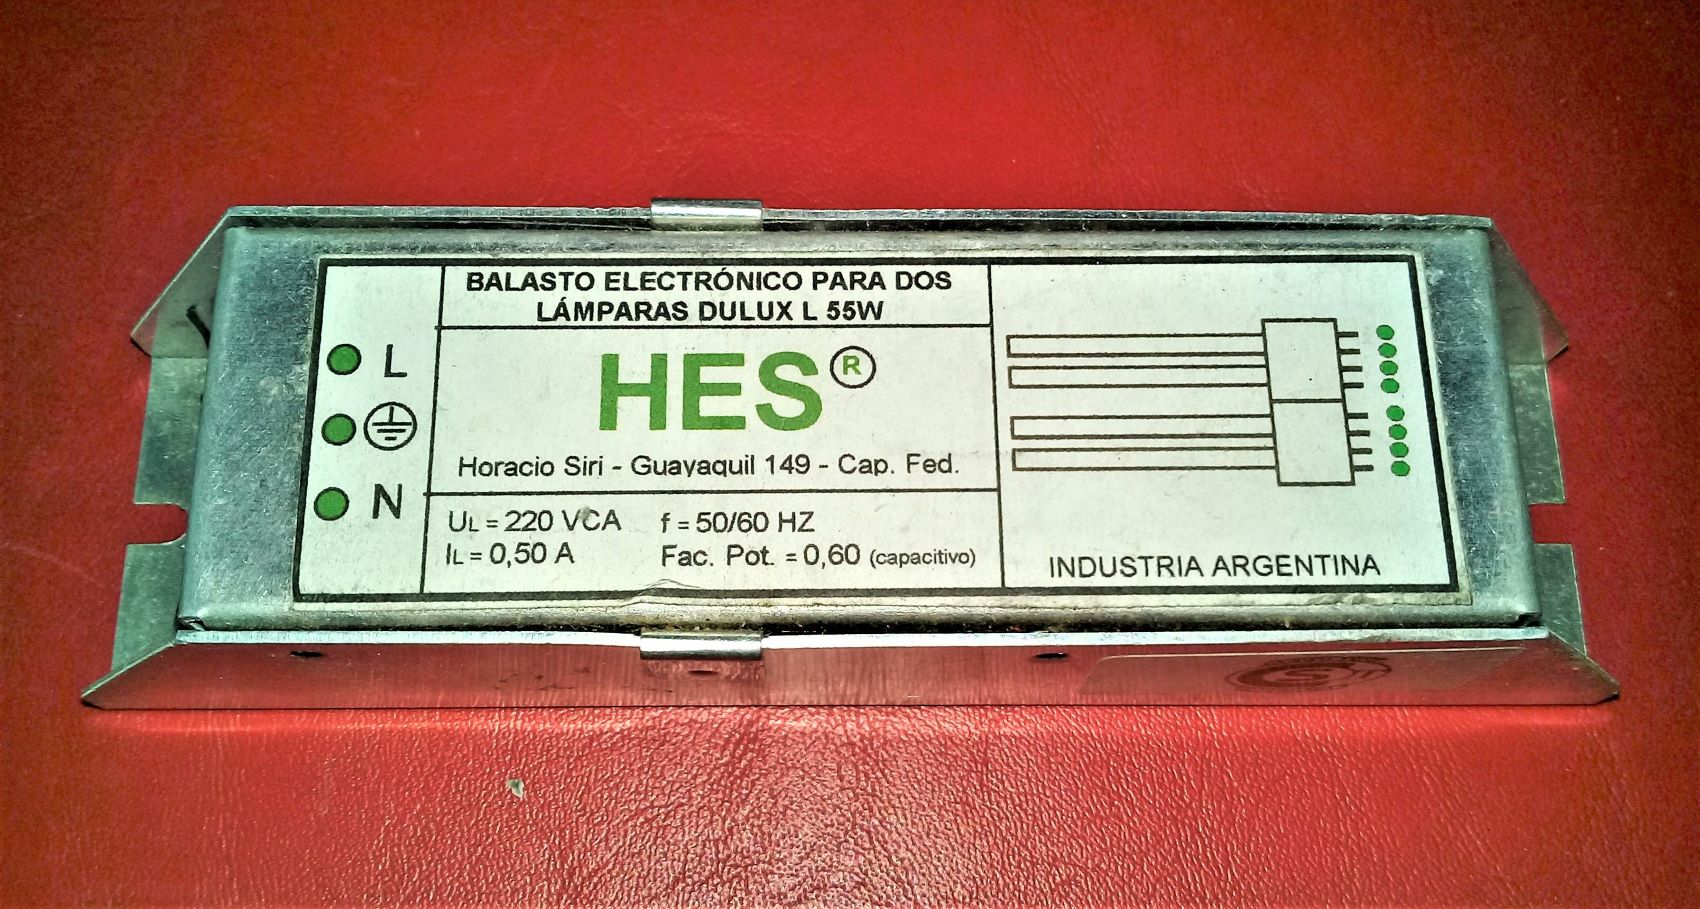 L
N
BALASTO ELECTRÓNICO PARA DOS
LÁMPARAS DULUX L 55W
HES®
Horacio Siri - Guayaquil 149 - Cap. Fed.
UL = 220 VCA f = 50/60 HZ
IL = 0,50 A Fac. Pot. = 0,60 (capacitivo)
INDUSTRIA ARGENTINA
S